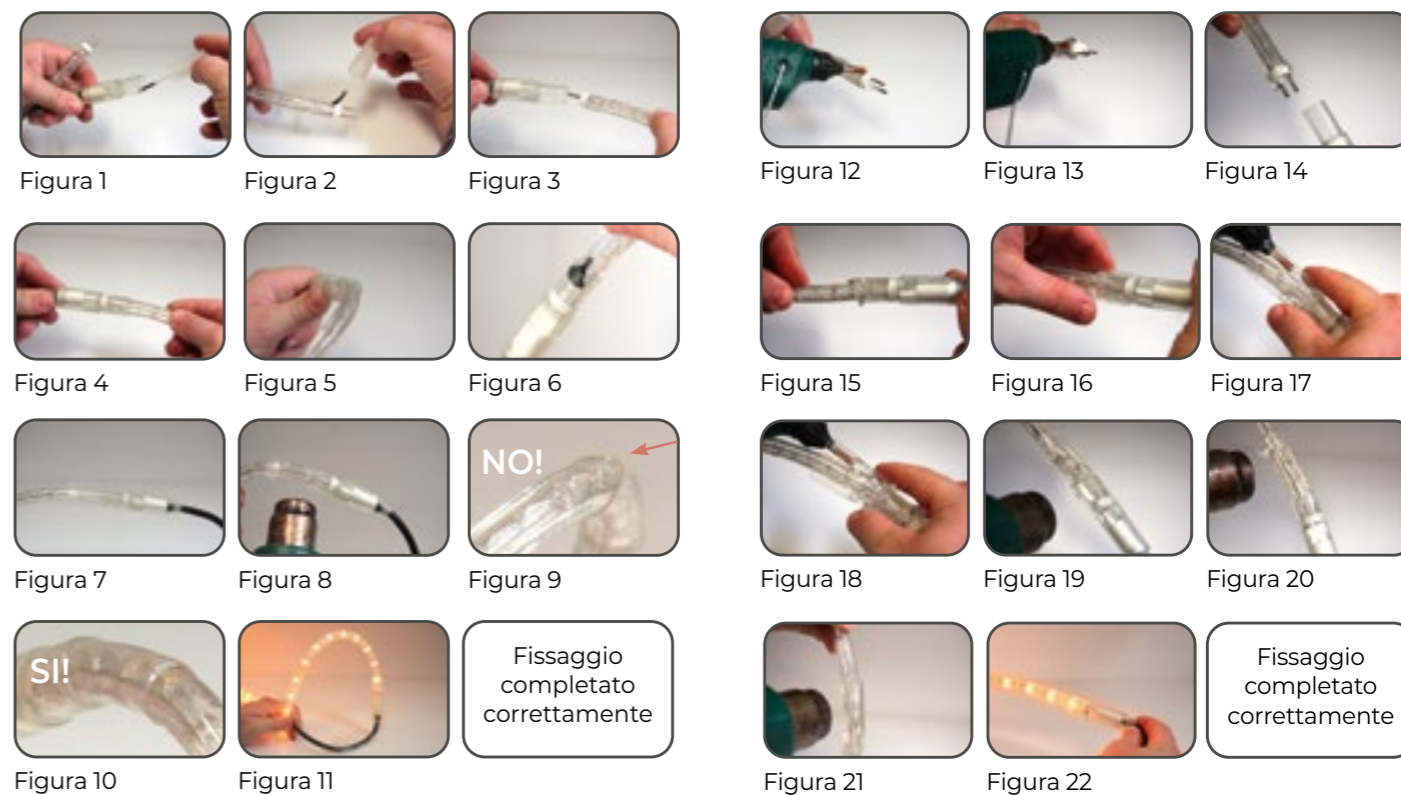 Figura 1
Figura 2
Figura 3
Figura 4
Figura 5
Figura 6
Figura 7
Figura 8
NO!
Figura 9
SI!
Figura 10
Figura 11
Fissaggio
completato
correttamente
Figura 12
Figura 13
Figura 14
Figura 15
Figura 16
Figura 17
Figura 18
Figura 19
Figura 20
Figura 21
Figura 22
Fissaggio
completato
correttamente